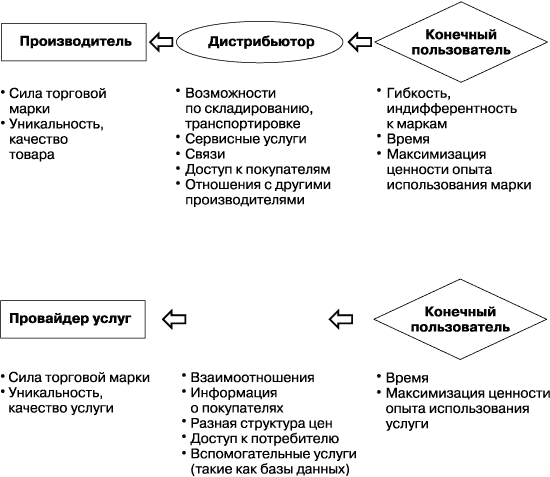 Производитель
Дистрибьютор
Конечный
пользователь
• Сила торговой
марки
• Уникальность,
качество
товара
• Возможности
по складированию,
транспортировке
• Сервисные услуги
• Связи
• Доступ к покупателям
• Отношения с другими
производителями
• Гибкость,
индифферентность
к маркам
• Время
• Максимизация
ценности опыта
использования марки
Провайдер услуг
Конечный
пользователь
• Сила торговой марки
• Уникальность,
качество услуги
• Взаимоотношения
• Информация
о покупателях
• Разная структура цен
• Доступ к потребителю
• Вспомогательные услуги
(такие как базы данных)
• Время
• Максимизация ценности
опыта использования
услуги